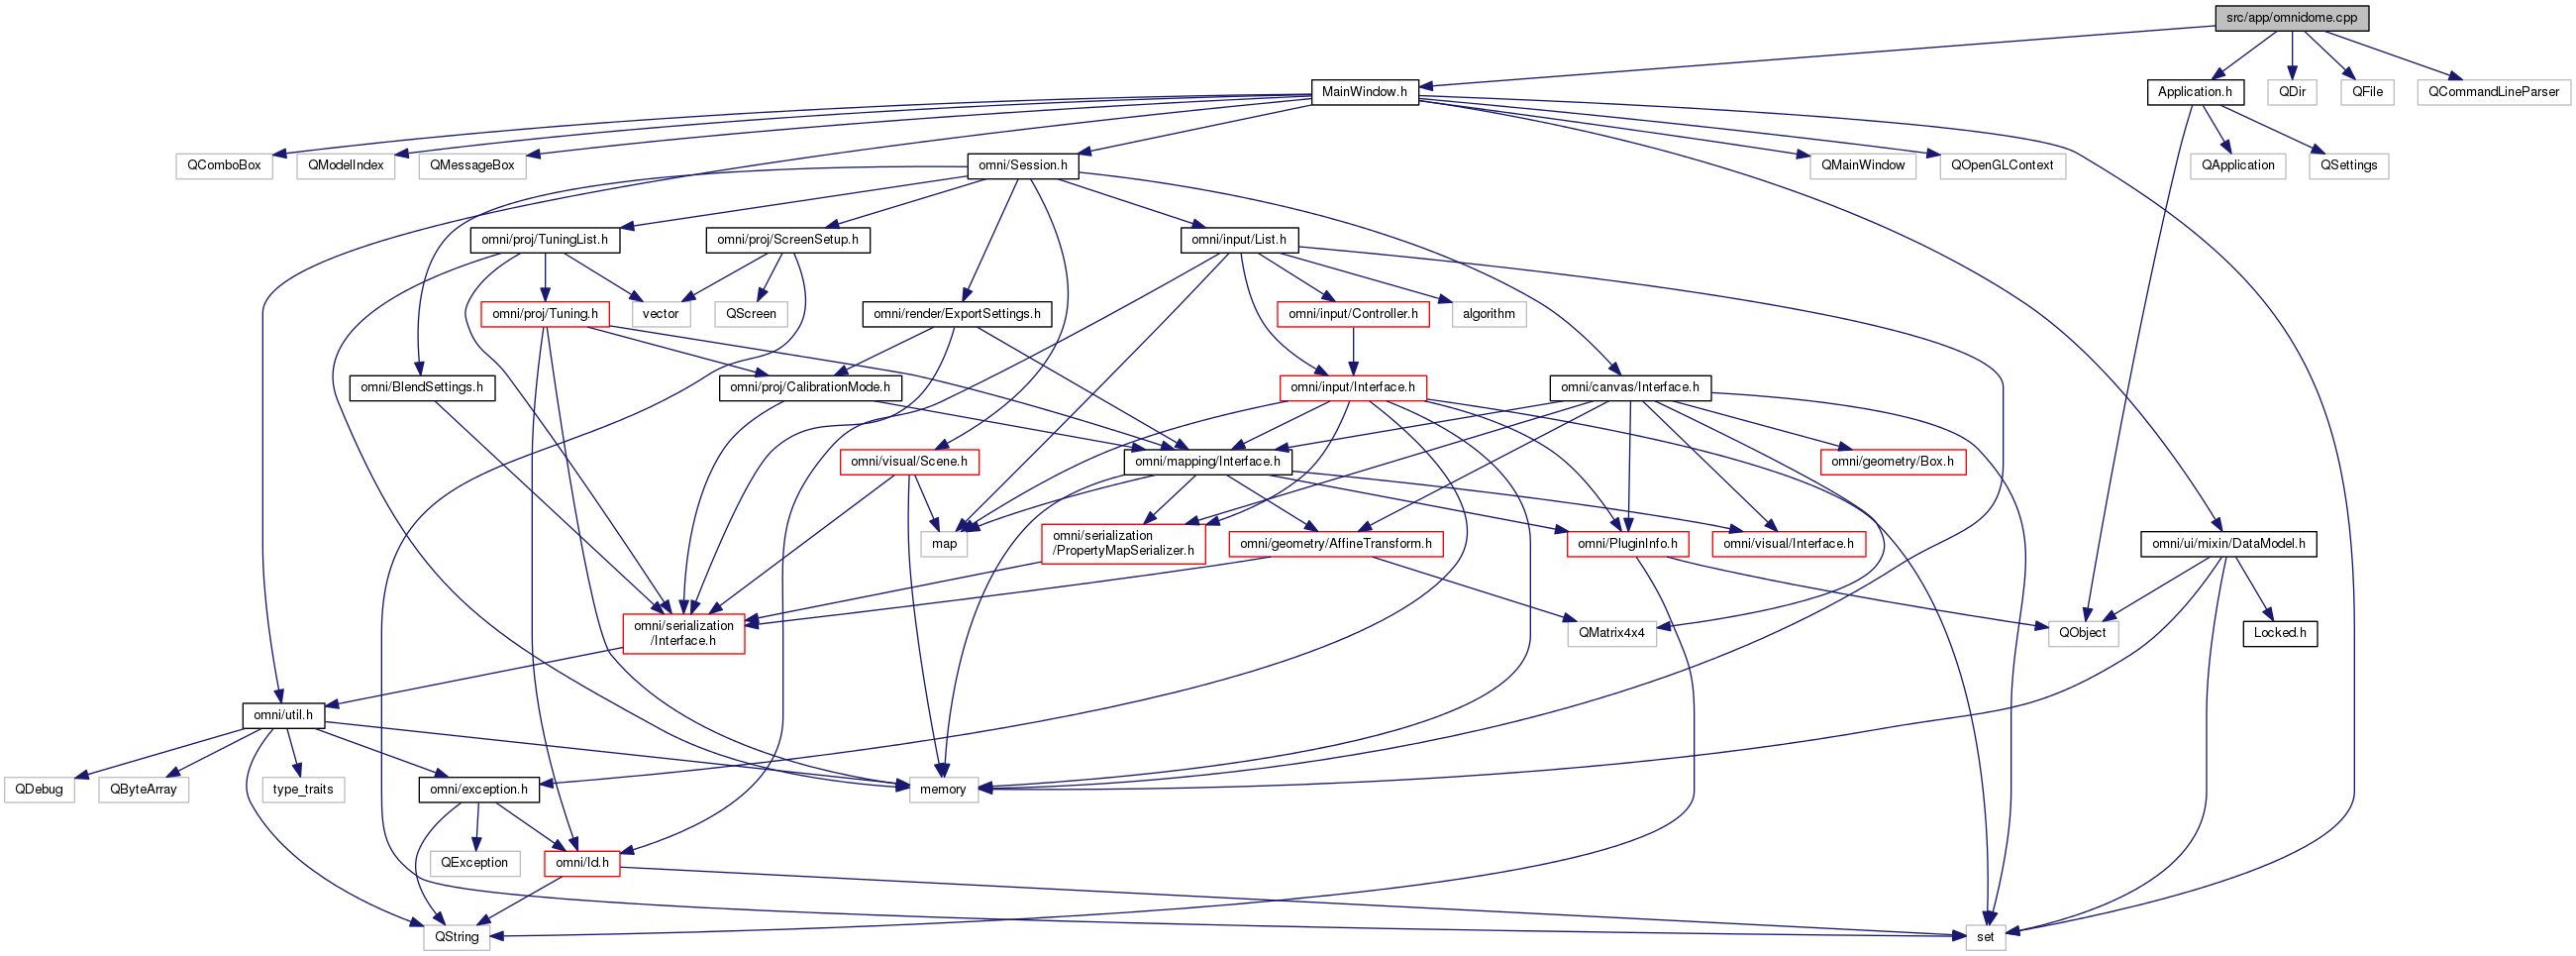 src/app/omnidome.cpp
MainWindow.h
Application.h
QDir
QFile
QCommandLineParser
QComboBox
QModelIndex
QMessageBox
omni/Session.h
QMainWindow
QOpenGLContext
QApplication
QSettings
omni/proj/TuningList.h
omni/proj/ScreenSetup.h
omni/input/List.h
omni/proj/Tuning.h
vector
QScreen
omni/render/ExportSettings.h
omni/input/Controller.h
algorithm
omni/BlendSettings.h
omni/proj/CalibrationMode.h
omni/input/Interface.h
omni/canvas/Interface.h
omni/visual/Scene.h
omni/mapping/Interface.h
omni/geometry/Box.h
map
omni/serialization
/PropertyMapSerializer.h
omni/geometry/AffineTransform.h
omni/PluginInfo.h
omni/visual/Interface.h
omni/ui/mixin/DataModel.h
omni/serialization
/Interface.h
QMatrix4x4
QObject
Locked.h
omni/util.h
QDebug
QByteArray
type_traits
omni/exception.h
memory
QException
omni/Id.h
QString
set